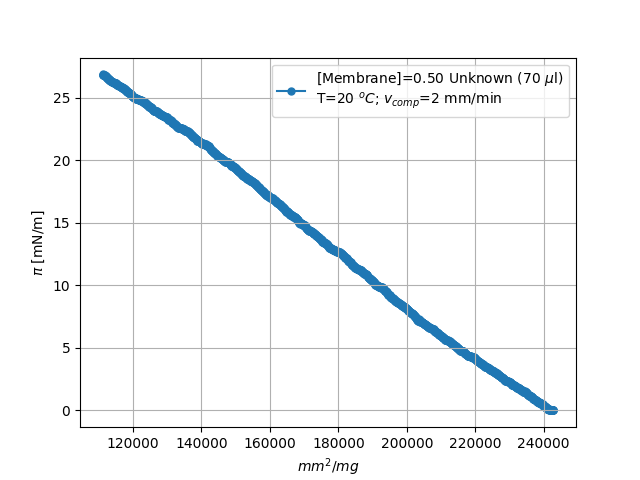 [Membrane]=0.50 Unknown (70 μl)
T=20 °C; v_comp=2 mm/min
π [mN/m]
25
20
15
10
5
0
120000 140000 160000 180000 200000 220000 240000
mm²/mg